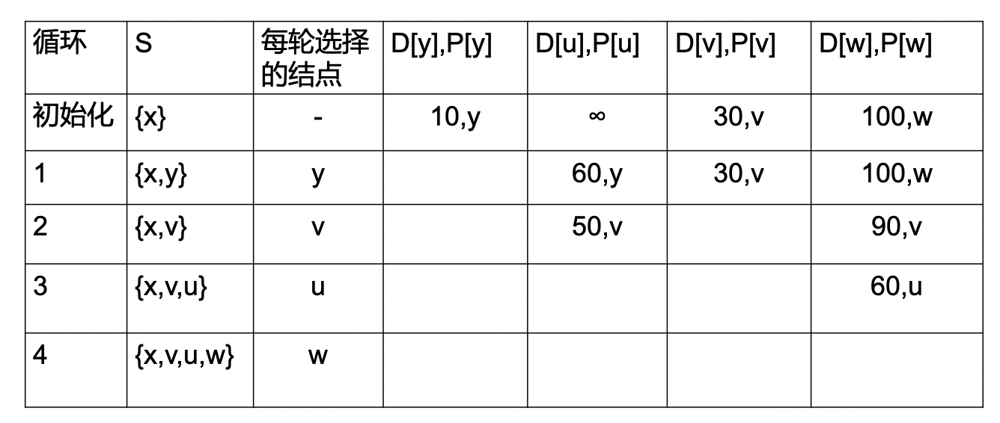 循环 S 每轮选择的结点 D[y],P[y] D[u],P[u] D[v],P[v] D[w],P[w]
初始化 {x} - 10,y ∞ 30,v 100,w
1 {x,y} y 60,y 30,v 100,w
2 {x,v} v 50,v 90,v
3 {x,v,u} u 60,u
4 {x,v,u,w} w